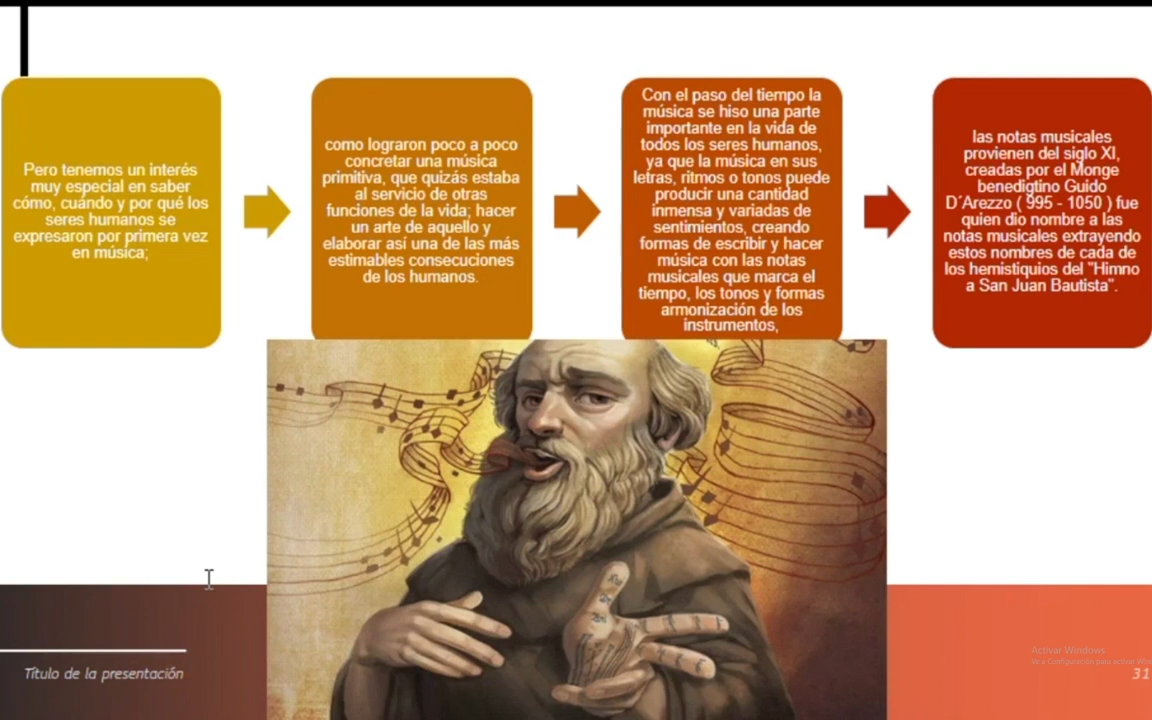 Pero tenemos un interés
muy especial en saber
cómo, cuándo y por qué los
seres humanos se
expresaron por primera vez
en música;
como lograron poco a poco
concretar una música
primitiva, que quizás estaba
al servicio de otras
funciones de la vida; hacer
un arte de aquello y
elaborar así una de las más
estimables consecuciones
de los humanos.
Con el paso del tiempo la
música se hiso una parte
importante en la vida de
todos los seres humanos,
ya que la música en sus
letras, ritmos o tonos puede
producir una cantidad
inmensa y variadas de
sentimientos, creando
formas de escribir y hacer
música con las notas
musicales que marca el
tiempo, los tonos y formas
armonización de los
instrumentos,
las notas musicales
provienen del siglo XI,
creadas por el Monge
benedigtino Guido
D´Arezzo ( 995 - 1050 ) fue
quien dio nombre a las
notas musicales extrayendo
estos nombres de cada de
los hemistiquios del "Himno
a San Juan Bautista".
Título de la presentación
Activar Windows
Ve a Configuración para activar Win
31